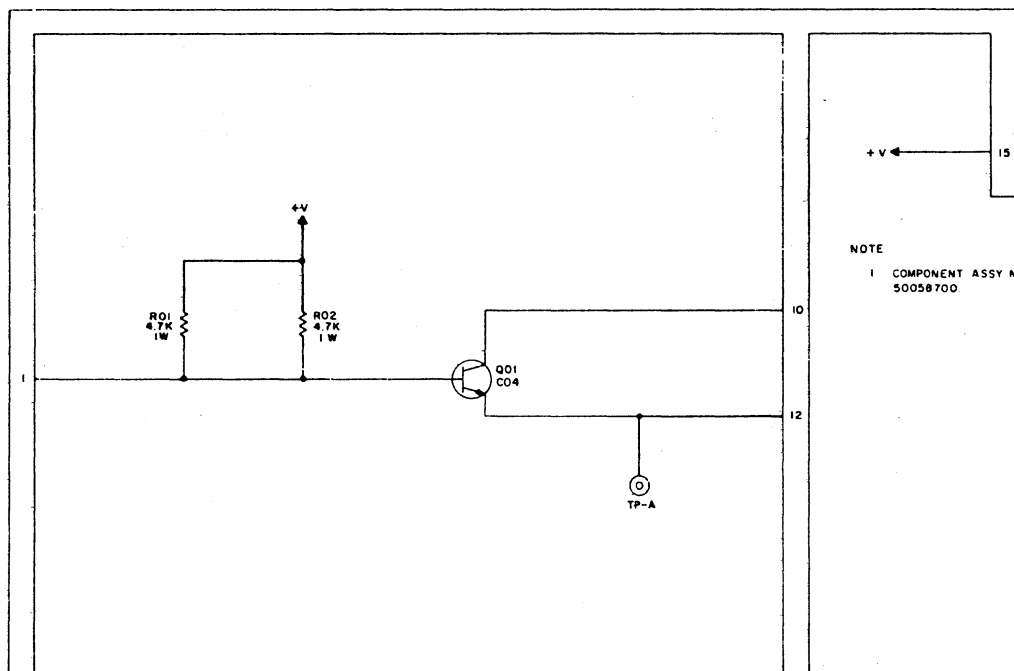 +V
R01
4.7K
1W
R02
4.7K
1W
1
Q01
C04
10
12
TP-A
+V
15
NOTE
1 COMPONENT ASSY
50058700.